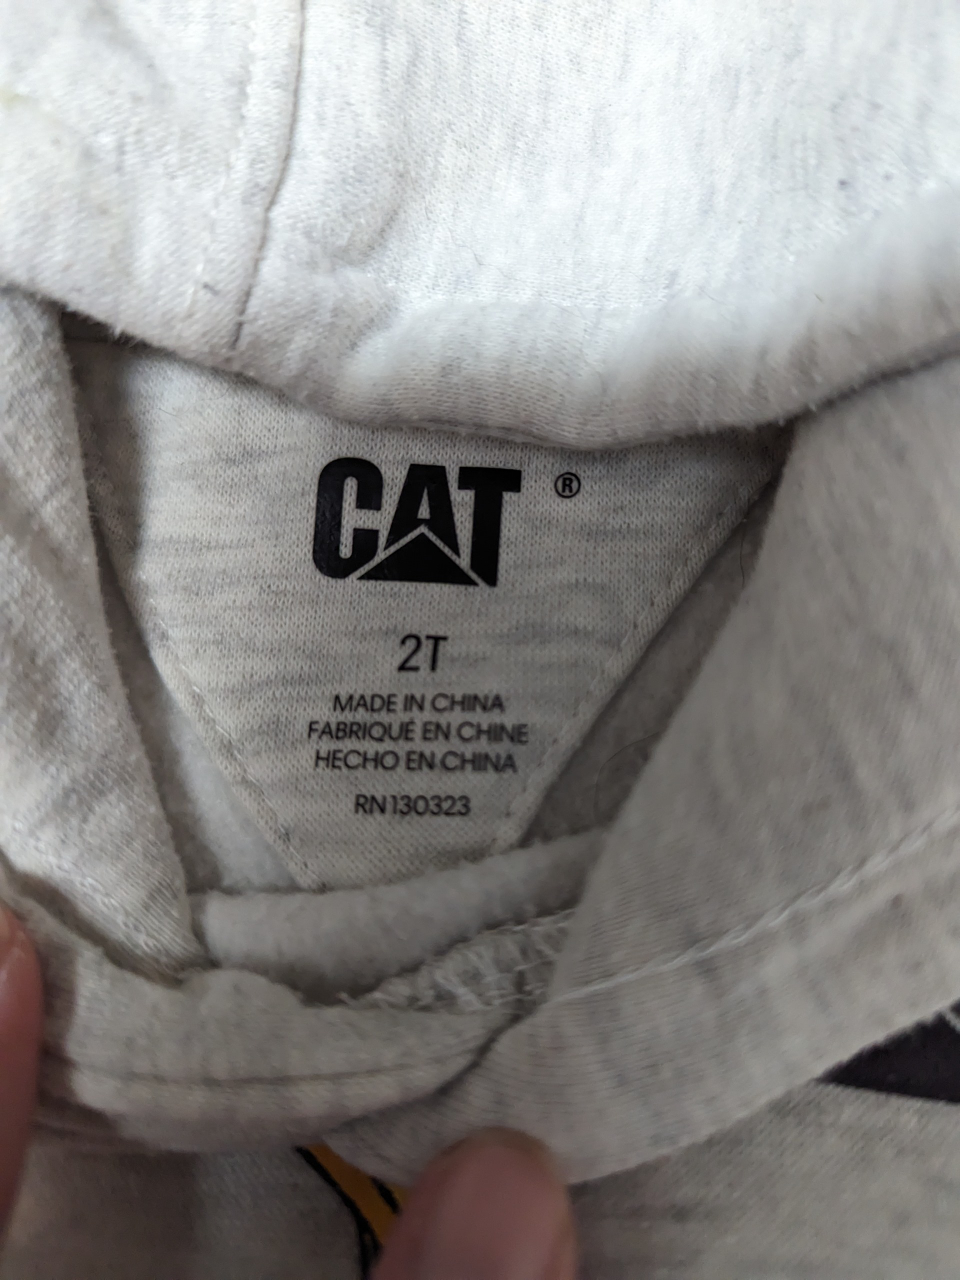 CAT ®
2T
MADE IN CHINA
FABRIQUÉ EN CHINE
HECHO EN CHINA
RN130323